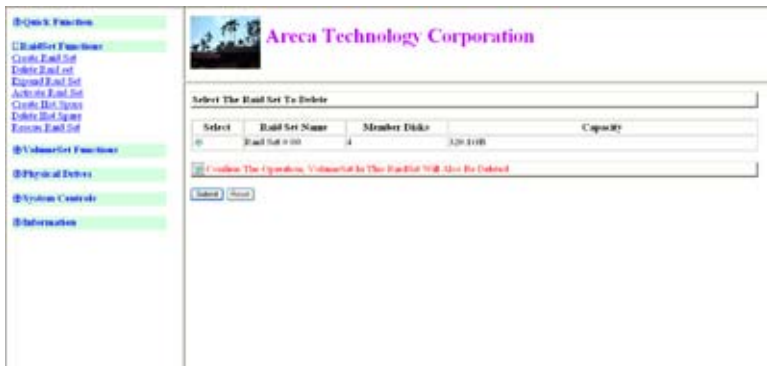 Quick Function
RaidSet Functions
Create Raid Set
Delete Raid set
Expand Raid Set
Activate Raid Set
Create Hot Spare
Delete Hot Spare
Rescue Raid Set
VolumeSet Functions
Physical Drives
System Controls
Information
Areca Technology Corporation
Select The Raid Set To Delete
Select Raid Set Name Member Disks Capacity
Raid Set # 00 4
Confirm The Operation, VolumeSet In This RaidSet Will Also Be Deleted
Submit Reset